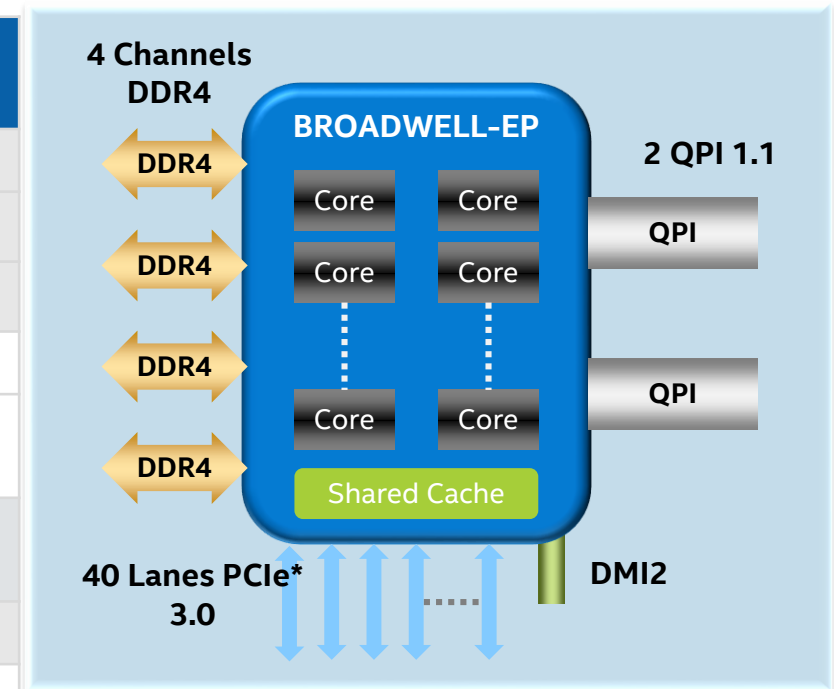 4 Channels
DDR4
BROADWELL-EP
2 QPI 1.1
DDR4
DDR4
DDR4
DDR4
Core
Core
Core
Core
Core
Core
Shared Cache
QPI
QPI
40 Lanes PCIe*
3.0
DMI2